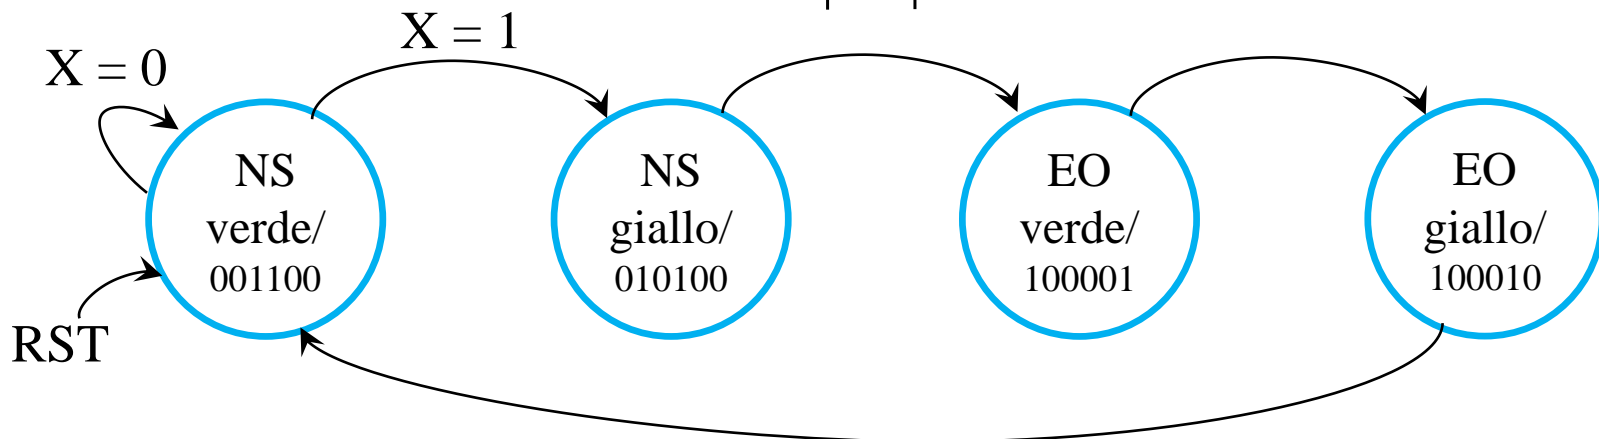 X = 1
X = 0
NS
verde/
001100
NS
giallo/
010100
EO
verde/
100001
EO
giallo/
100010
RST